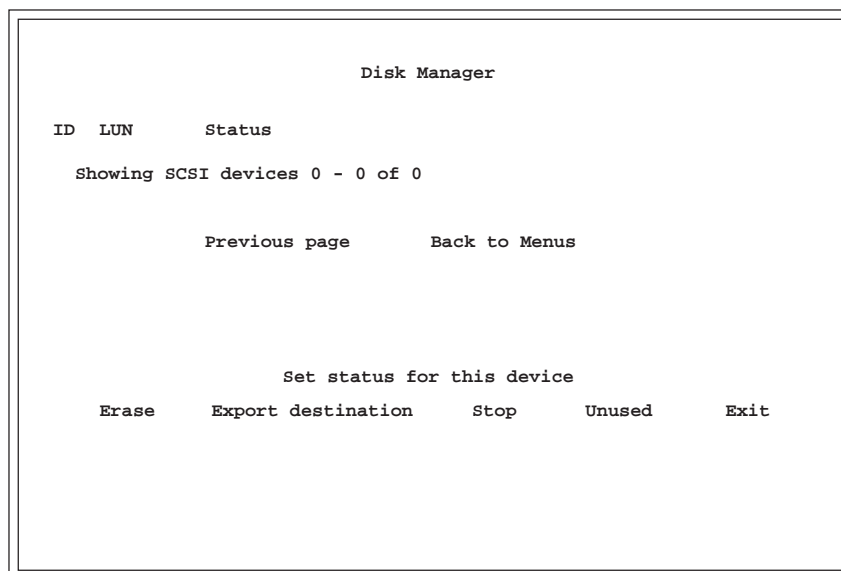 Disk Manager
ID LUN Status
Showing SCSI devices 0 - 0 of 0
Previous page Back to Menus
Set status for this device
Erase Export destination Stop Unused Exit